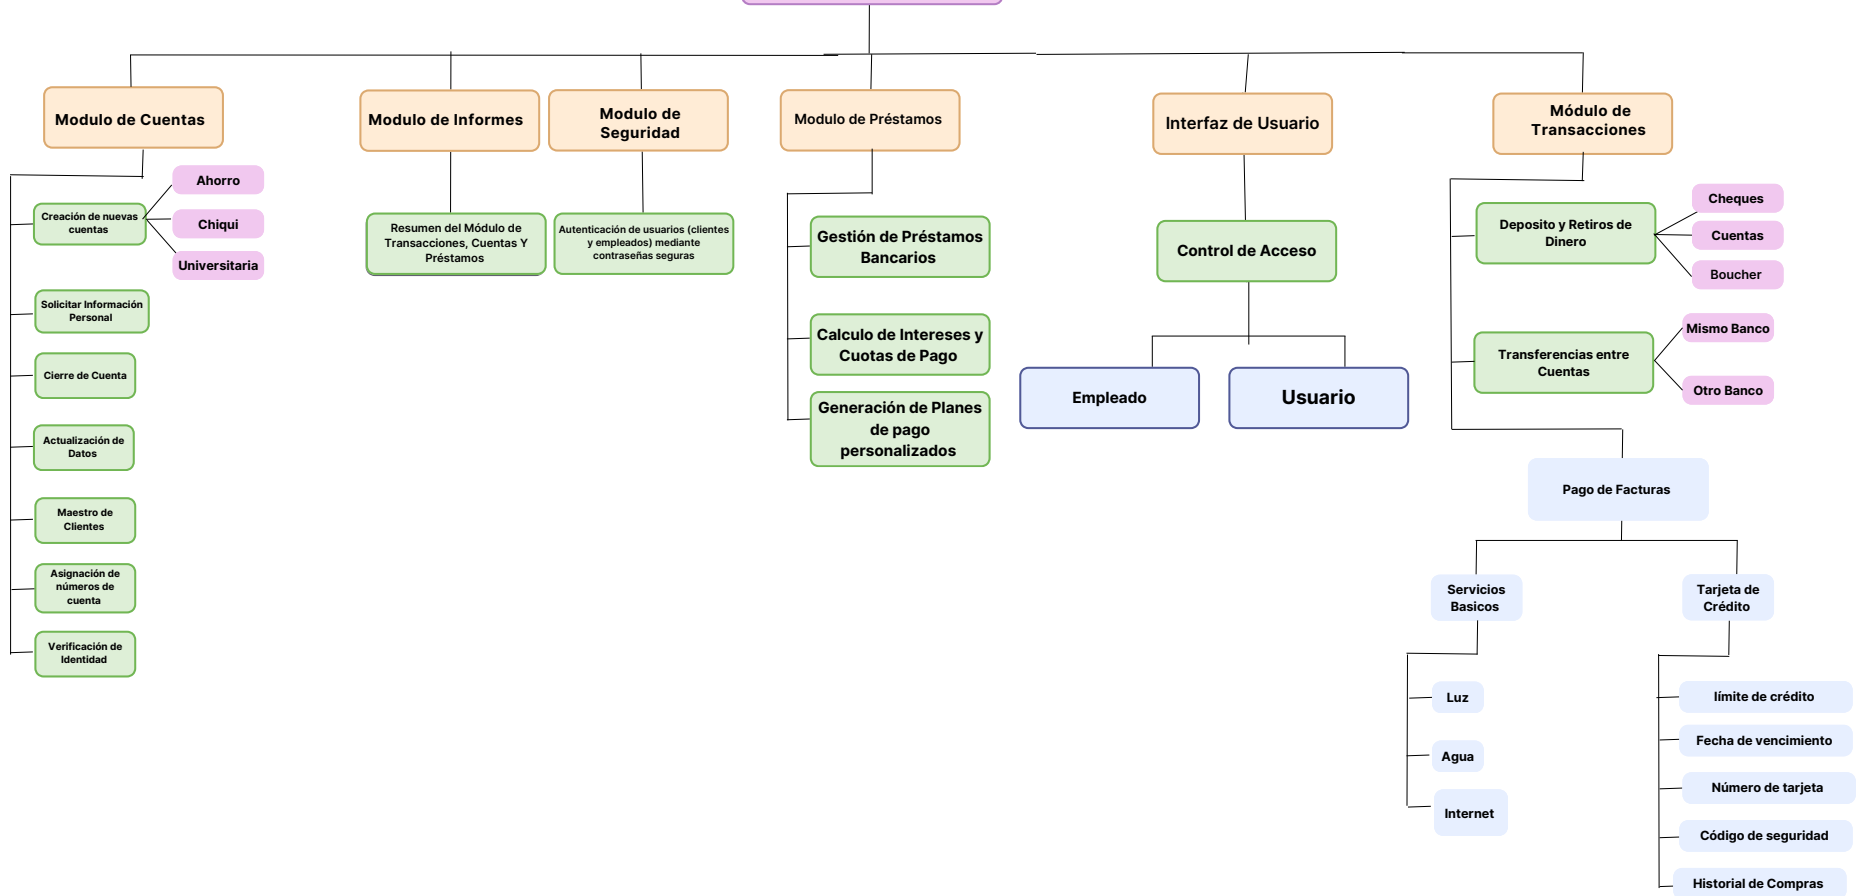 Modulo de Cuentas
Modulo de Informes
Modulo de
Seguridad
Modulo de Préstamos
Interfaz de Usuario
Módulo de
Transacciones
Ahorro
Chiqui
Universitaria
Creación de nuevas
cuentas
Solicitar Información
Personal
Cierre de Cuenta
Actualización de
Datos
Maestro de
Clientes
Asignación de
números de
cuenta
Verificación de
Identidad
Resumen del Módulo de
Transacciones, Cuentas Y
Préstamos
Autenticación de usuarios (clientes
y empleados) mediante
contraseñas seguras
Gestión de Préstamos
Bancarios
Calculo de Intereses y
Cuotas de Pago
Generación de Planes
de pago
personalizados
Control de Acceso
Empleado
Usuario
Deposito y Retiros de
Dinero
Cheques
Cuentas
Boucher
Transferencias entre
Cuentas
Mismo Banco
Otro Banco
Pago de Facturas
Servicios
Basicos
Luz
Agua
Internet
Tarjeta de
Crédito
límite de crédito
Fecha de vencimiento
Número de tarjeta
Código de seguridad
Historial de Compras